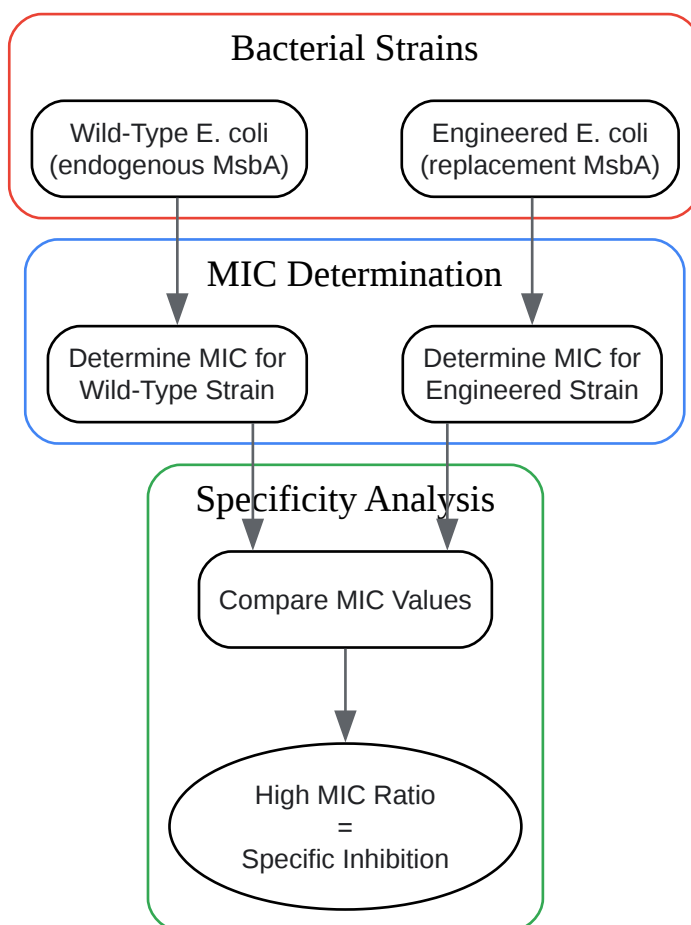 Bacterial Strains
Wild-Type E. coli
(endogenous MsbA)
Engineered E. coli
(replacement MsbA)
MIC Determination
Determine MIC for
Wild-Type Strain
Determine MIC for
Engineered Strain
Specificity Analysis
Compare MIC Values
High MIC Ratio
=
Specific Inhibition